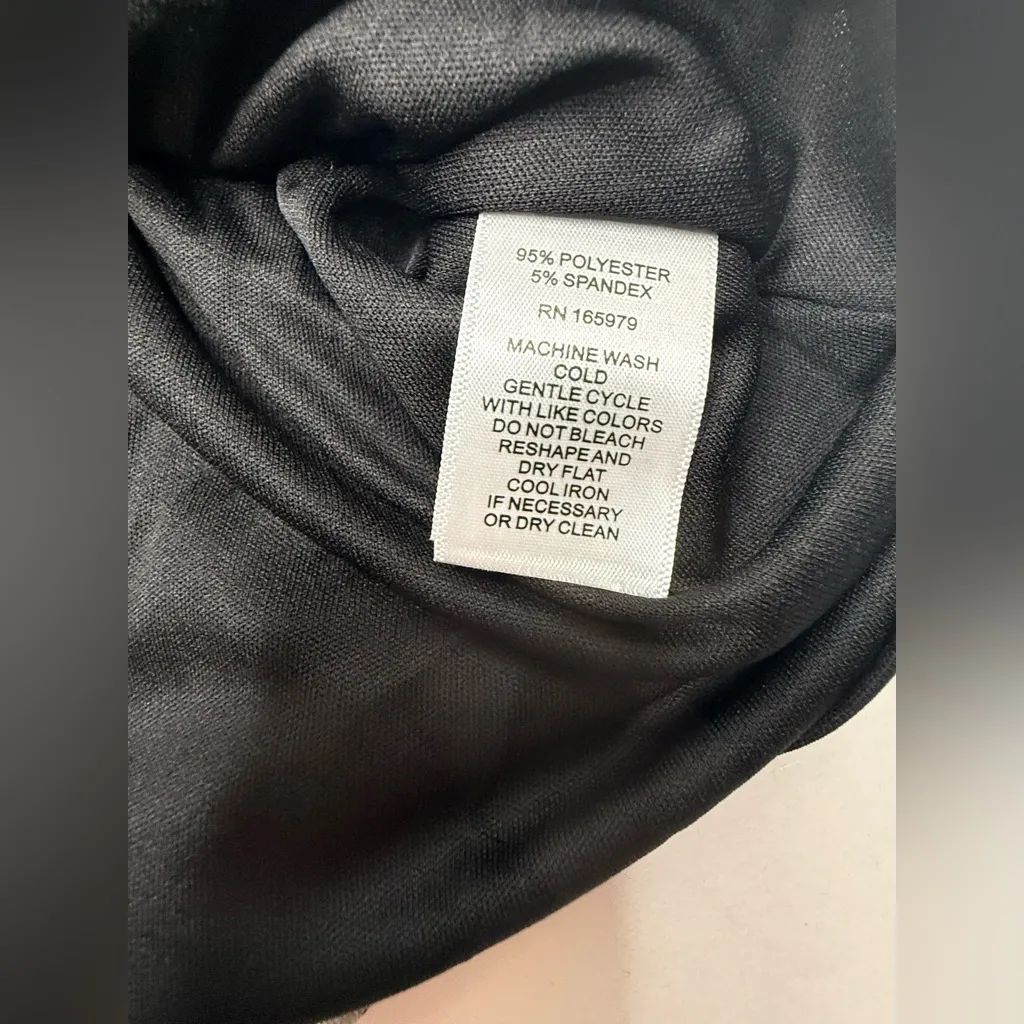 95% POLYESTER
5% SPANDEX
RN 165979
MACHINE WASH
COLD
GENTLE CYCLE
WITH LIKE COLORS
DO NOT BLEACH
RESHAPE AND
DRY FLAT
COOL IRON
IF NECESSARY
OR DRY CLEAN